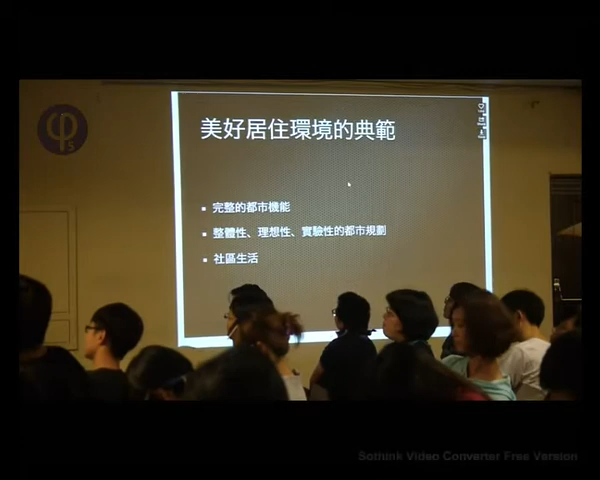 美好居住環境的典範
完整的都市機能
整體性、理想性、實驗性的都市規劃
社區生活
φs
Sothink Video Converter Free Version